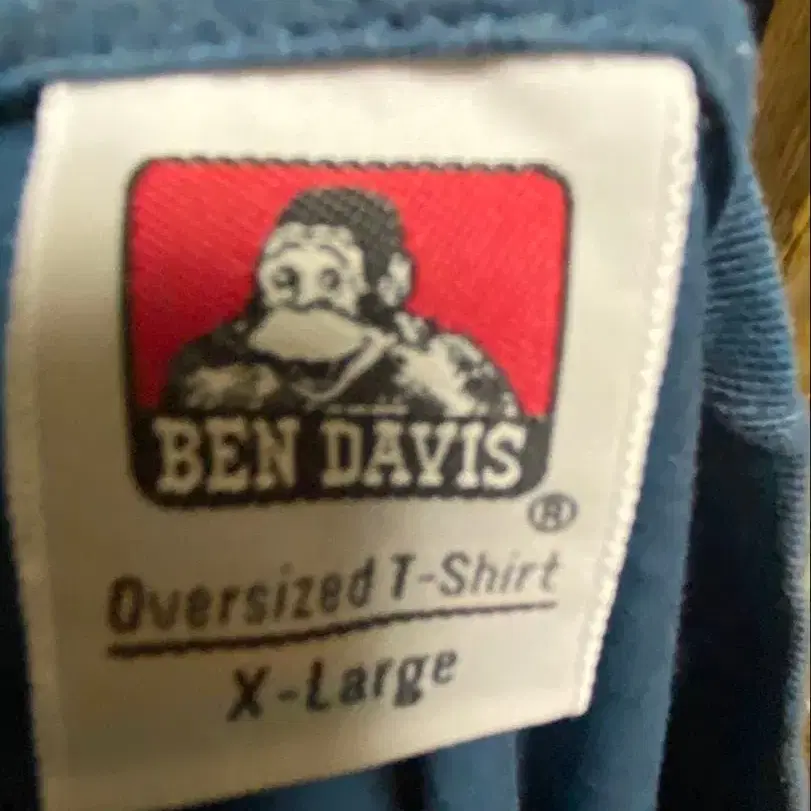 BEN DAVIS
®
Oversized T-Shirt
X-Large